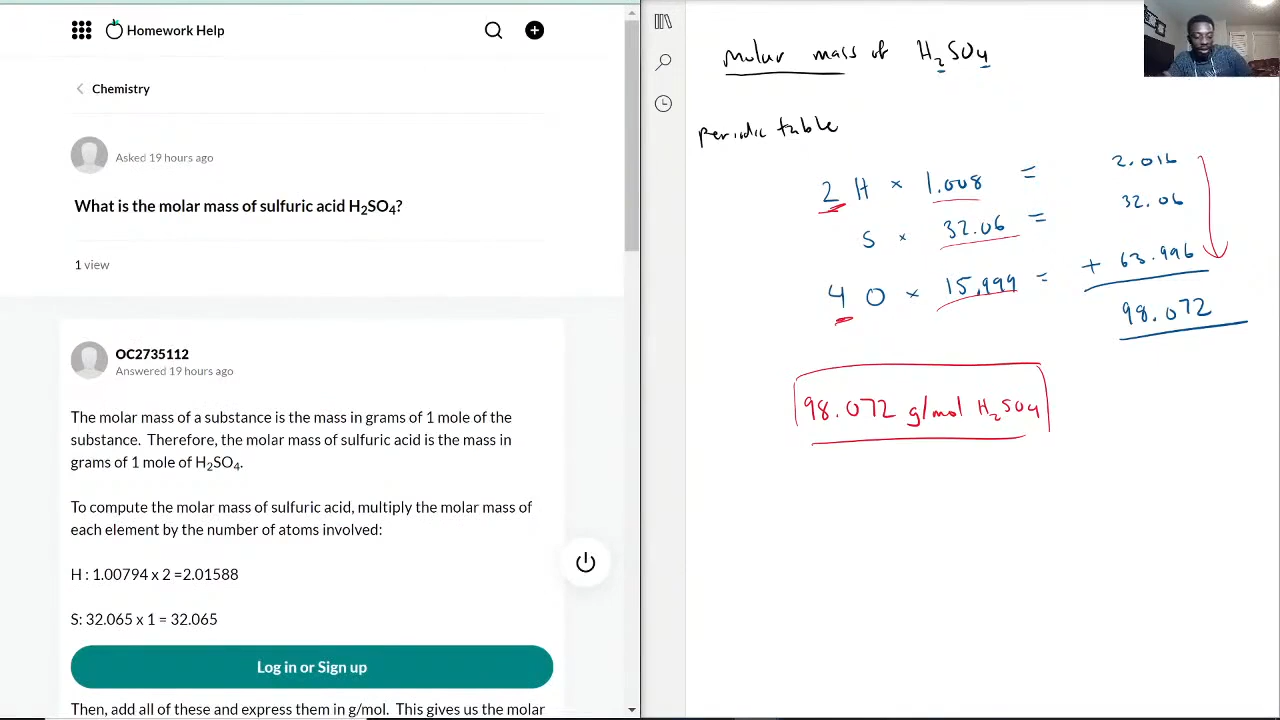 Homework Help
Chemistry
Asked 19 hours ago
What is the molar mass of sulfuric acid H₂SO₄?
1 view
OC2735112
Answered 19 hours ago
The molar mass of a substance is the mass in grams of 1 mole of the
substance. Therefore, the molar mass of sulfuric acid is the mass in
grams of 1 mole of H₂SO₄.
To compute the molar mass of sulfuric acid, multiply the molar mass of
each element by the number of atoms involved:
H : 1.00794 x 2 =2.01588
S: 32.065 x 1 = 32.065
Log in or Sign up
Then, add all of these and express them in g/mol. This gives us the molar
molar mass of H₂SO₄
periodic table
2 H × 1.008 = 2.016
S × 32.06 = 32.06
4 O × 15.999 = + 63.996
98.072
98.072 g/mol H₂SO₄